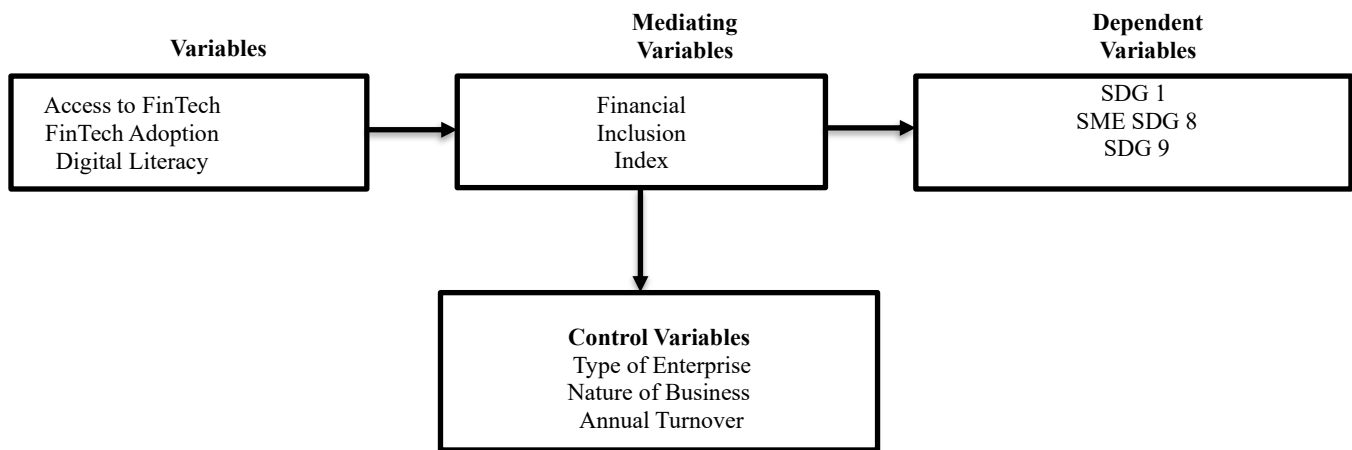 Variables
Access to FinTech
FinTech Adoption
Digital Literacy
Mediating
Variables
Financial
Inclusion
Index
Dependent
Variables
SDG 1
SME SDG 8
SDG 9
Control Variables
Type of Enterprise
Nature of Business
Annual Turnover